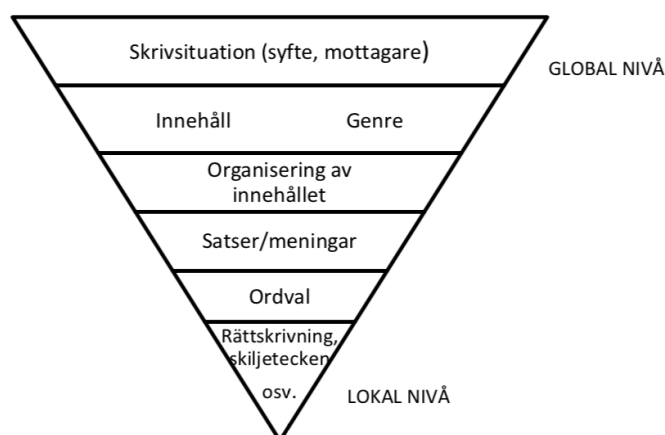 Skrivsituation (syfte, mottagare)
GLOBAL NIVÅ
Innehåll
Genre
Organisering av
innehållet
Satser/meningar
Ordval
Rättskrivning,
skiljetecken
osv.
LOKAL NIVÅ